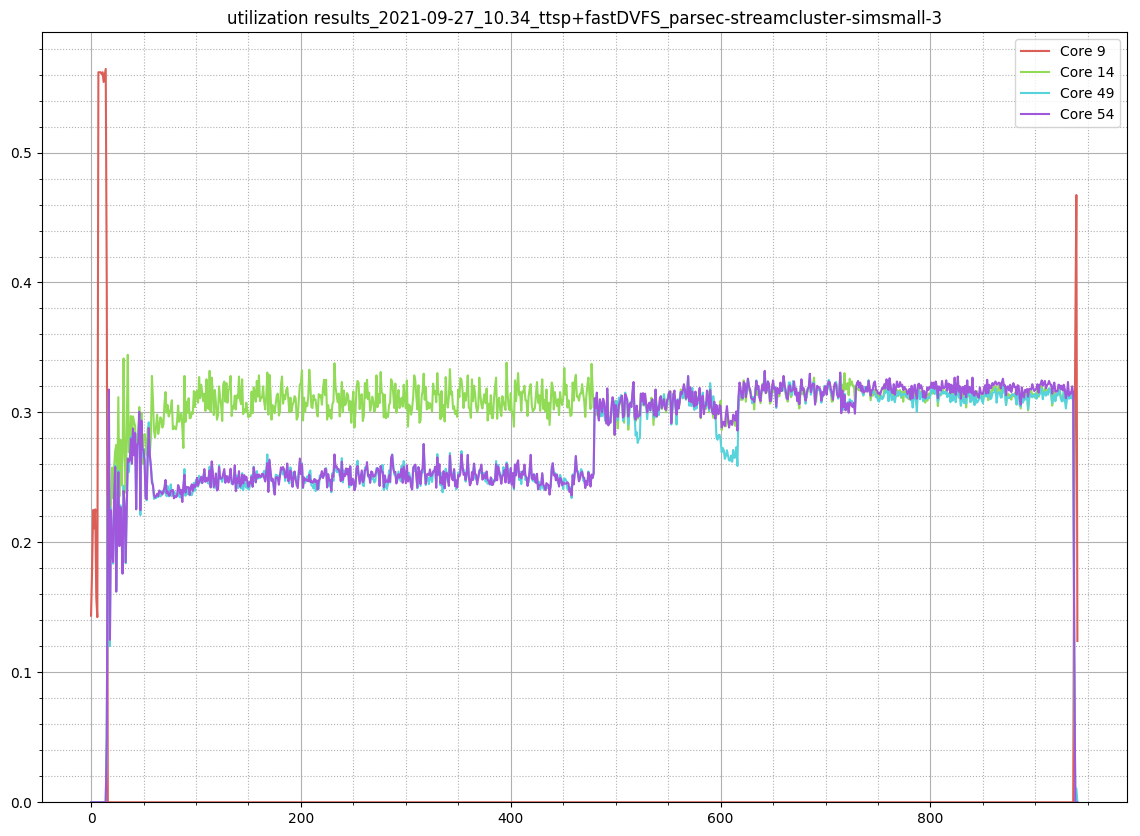 utilization results_2021-09-27_10.34_ttsp+fastDVFS_parsec-streamcluster-simsmall-3
Core 9
Core 14
Core 49
Core 54
0.5
0.4
0.3
0.2
0.1
0.0
0 200 400 600 800